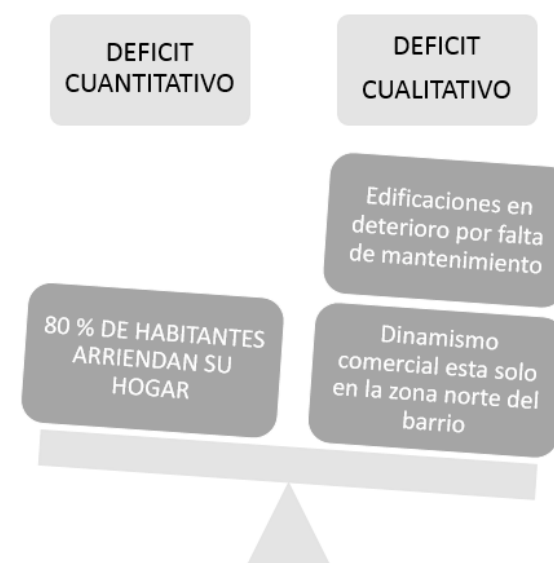 DEFICIT
CUANTITATIVO
DEFICIT
CUALITATIVO
Edificaciones en
deterioro por falta
de mantenimiento
80 % DE HABITANTES
ARRIENDAN SU
HOGAR
Dinamismo
comercial esta solo
en la zona norte del
barrio